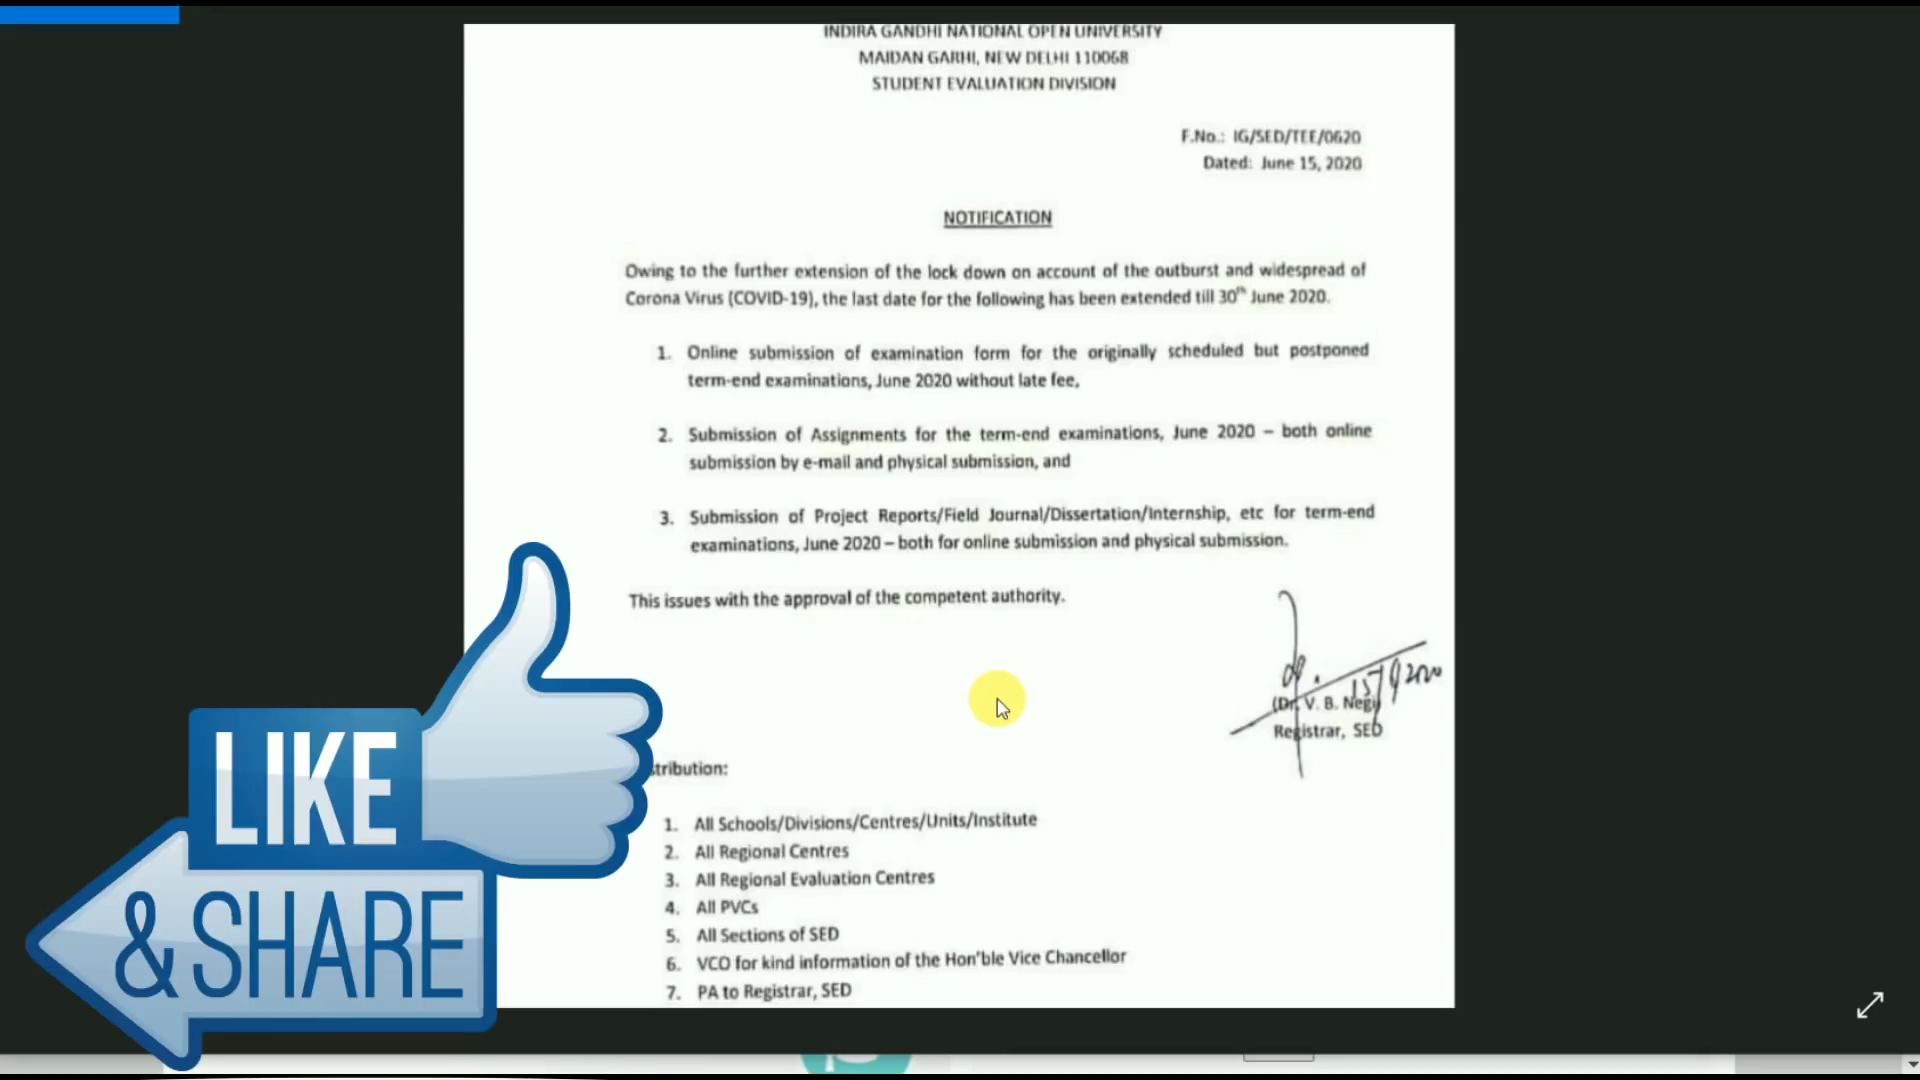 INDIRA GANDHI NATIONAL OPEN UNIVERSITY
MAIDAN GARHI, NEW DELHI 110068
STUDENT EVALUATION DIVISION
F.No.: IG/SED/TEE/0620
Dated: June 15, 2020
NOTIFICATION
Owing to the further extension of the lock down on account of the outburst and widespread of
Corona Virus (COVID-19), the last date for the following has been extended till 30th June 2020.
1. Online submission of examination form for the originally scheduled but postponed
term-end examinations, June 2020 without late fee,
2. Submission of Assignments for the term-end examinations, June 2020 – both online
submission by e-mail and physical submission, and
3. Submission of Project Reports/Field Journal/Dissertation/Internship, etc for term-end
examinations, June 2020 – both for online submission and physical submission.
This issues with the approval of the competent authority.
(Dr. V. B. Negi)
Registrar, SED
tribution:
1. All Schools/Divisions/Centres/Units/Institute
2. All Regional Centres
3. All Regional Evaluation Centres
4. All PVCs
5. All Sections of SED
6. VCO for kind information of the Hon'ble Vice Chancellor
7. PA to Registrar, SED
LIKE
& SHARE